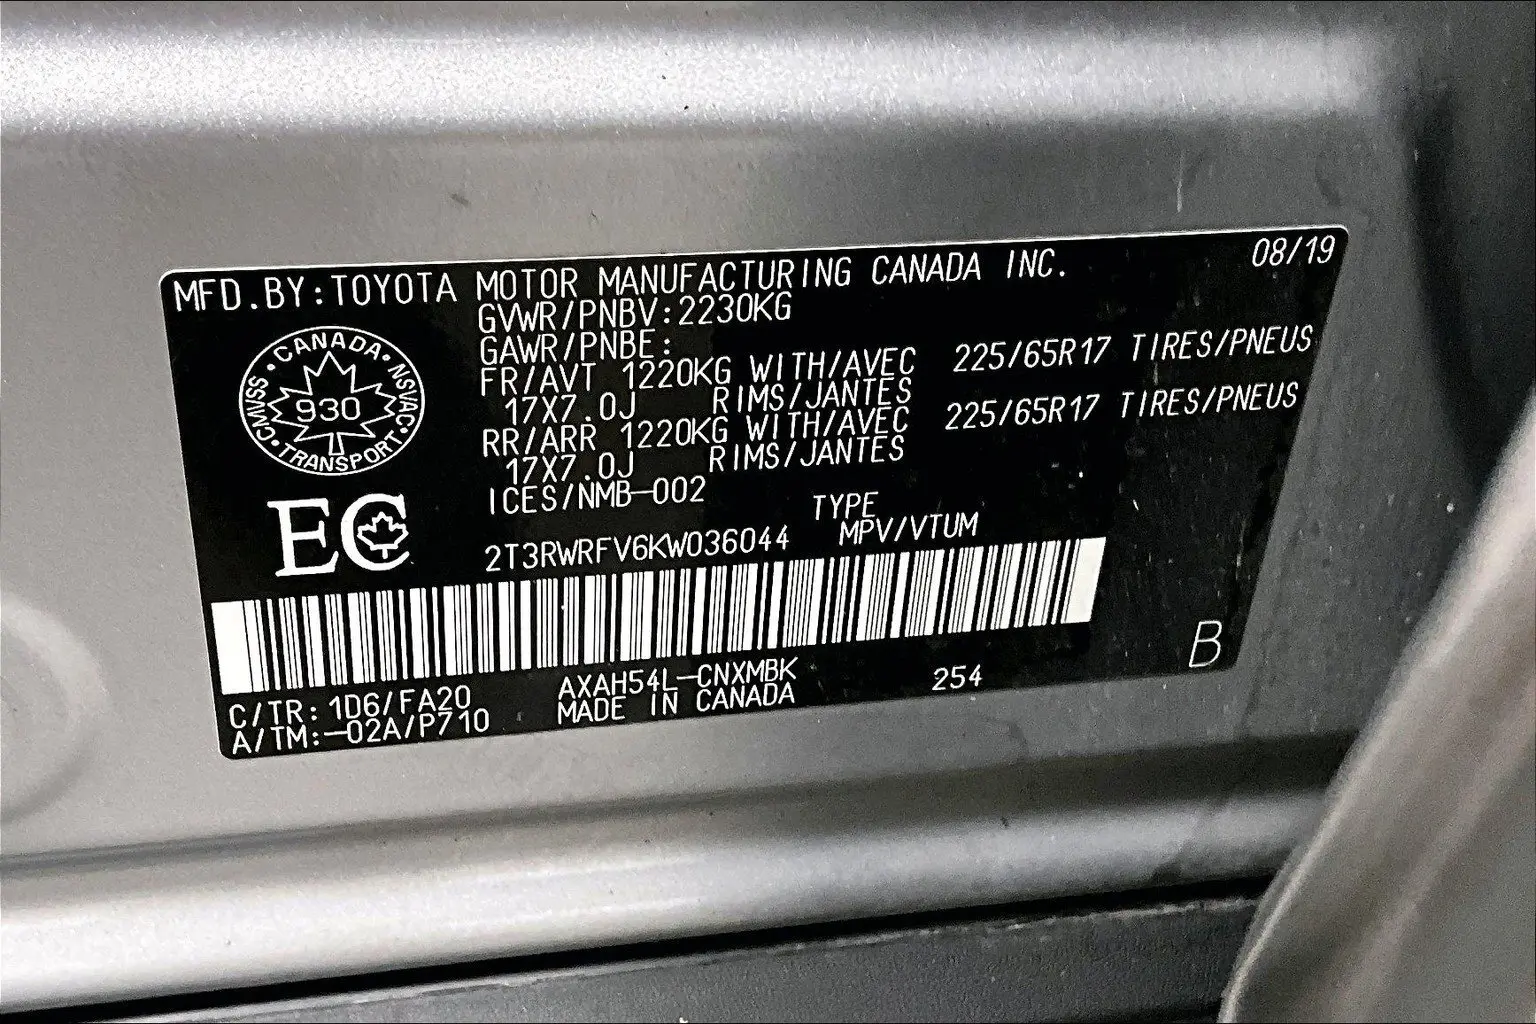 MFD.BY:TOYOTA MOTOR MANUFACTURING CANADA INC. 08/19
GVWR/PNBV:2230KG
GAWR/PNBE:
FR/AVT 1220KG WITH/AVEC 225/65R17 TIRES/PNEUS
17X7.0J RIMS/JANTES
RR/ARR 1220KG WITH/AVEC 225/65R17 TIRES/PNEUS
17X7.0J RIMS/JANTES
ICES/NMB-002
CANADA
CMVSS 930 NSVAC
TRANSPORT
EC
TYPE
2T3RWRFV6KW036044 MPV/VTUM
B
C/TR: 1D6/FA20 AXAH54L-CNXMBK 254
A/TM:-02A/P710 MADE IN CANADA